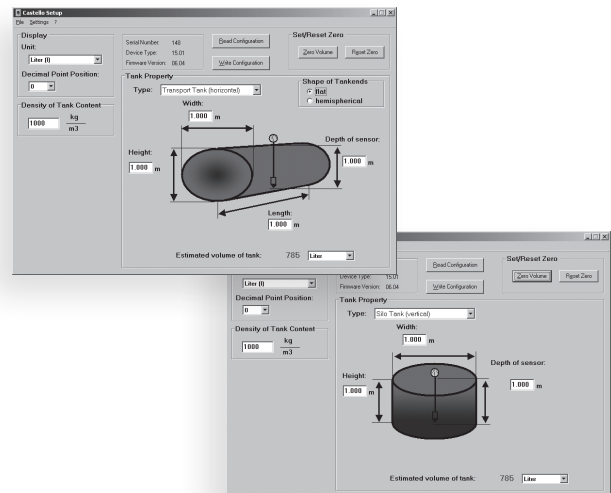 Castello Setup
File Settings ?
Display
Unit:
Liter (l)
Decimal Point Position:
0
Density of Tank Content
1000 kg
m3
Serial Number: 148
Device Type: 15.01
Firmware Version: 06.04
Read Configuration
Write Configuration
Set/Reset Zero
Zero Volume Reset Zero
Tank Property
Type: Transport Tank (horizontal)
Shape of Tankends
flat
hemispherical
Width:
1.000 m
Depth of sensor:
1.000 m
Height:
1.000 m
Length:
1.000 m
Estimated volume of tank: 785 Liter
Liter (l)
Decimal Point Position:
0
Density of Tank Content
1000 kg
m3
Device Type: 15.01
Firmware Version: 06.04
Read Configuration
Write Configuration
Set/Reset Zero
Zero Volume Reset Zero
Tank Property
Type: Silo Tank (vertical)
Width:
1.000 m
Depth of sensor:
1.000 m
Height:
1.000 m
Estimated volume of tank: 785 Liter